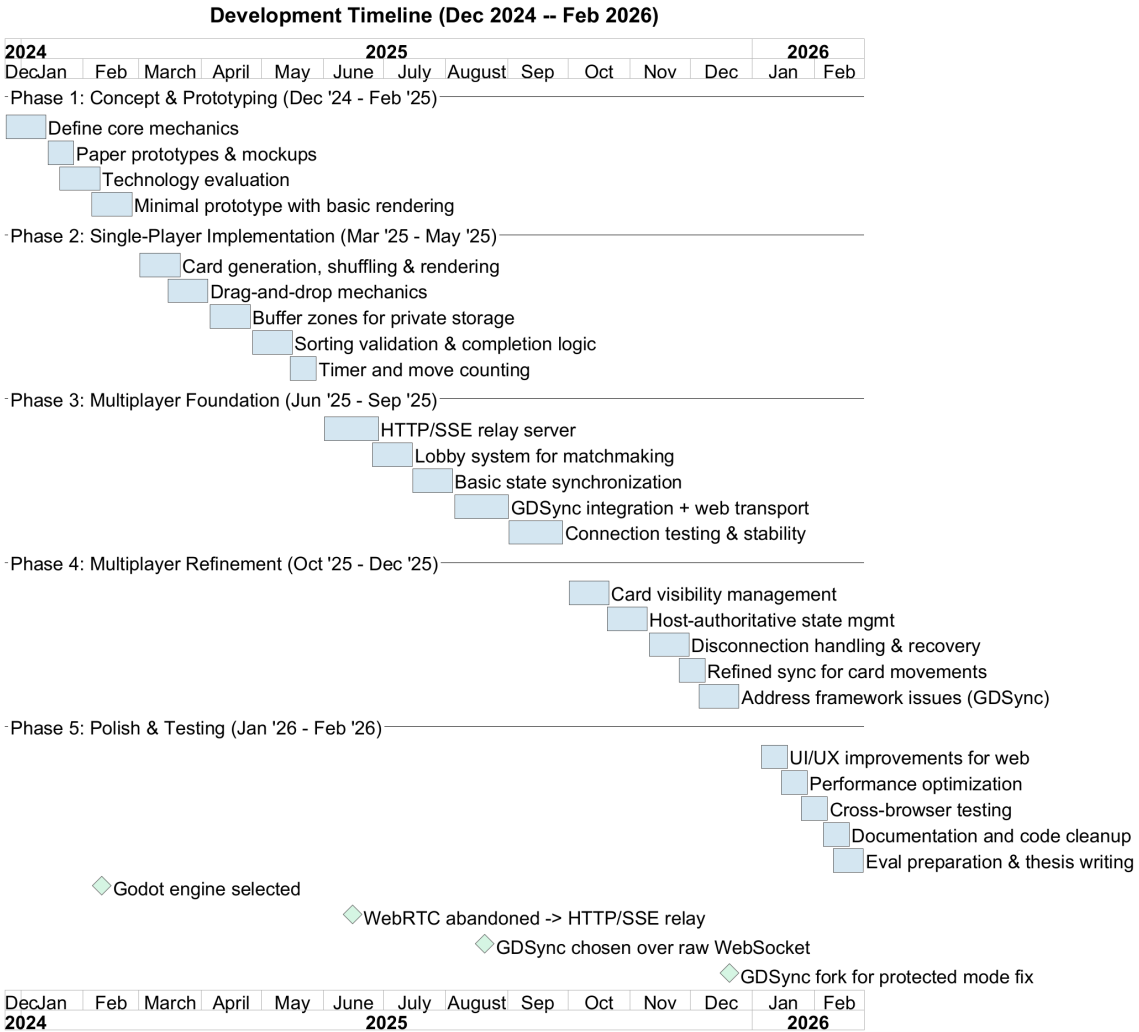 Development Timeline (Dec 2024 -- Feb 2026)
2024 2025 2026
Dec Jan Feb March April May June July August Sep Oct Nov Dec Jan Feb
Phase 1: Concept & Prototyping (Dec '24 - Feb '25)
Define core mechanics
Paper prototypes & mockups
Technology evaluation
Minimal prototype with basic rendering
Phase 2: Single-Player Implementation (Mar '25 - May '25)
Card generation, shuffling & rendering
Drag-and-drop mechanics
Buffer zones for private storage
Sorting validation & completion logic
Timer and move counting
Phase 3: Multiplayer Foundation (Jun '25 - Sep '25)
HTTP/SSE relay server
Lobby system for matchmaking
Basic state synchronization
GDSync integration + web transport
Connection testing & stability
Phase 4: Multiplayer Refinement (Oct '25 - Dec '25)
Card visibility management
Host-authoritative state mgmt
Disconnection handling & recovery
Refined sync for card movements
Address framework issues (GDSync)
Phase 5: Polish & Testing (Jan '26 - Feb '26)
UI/UX improvements for web
Performance optimization
Cross-browser testing
Documentation and code cleanup
Eval preparation & thesis writing
Godot engine selected
WebRTC abandoned -> HTTP/SSE relay
GDSync chosen over raw WebSocket
GDSync fork for protected mode fix
Dec Jan Feb March April May June July August Sep Oct Nov Dec Jan Feb
2024 2025 2026